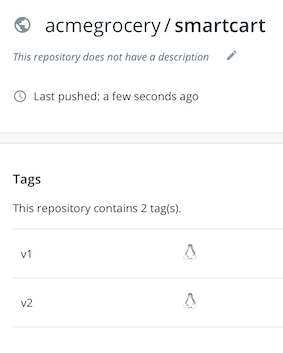 acmegrocery / smartcart
This repository does not have a description
Last pushed: a few seconds ago
Tags
This repository contains 2 tag(s).
v1
v2